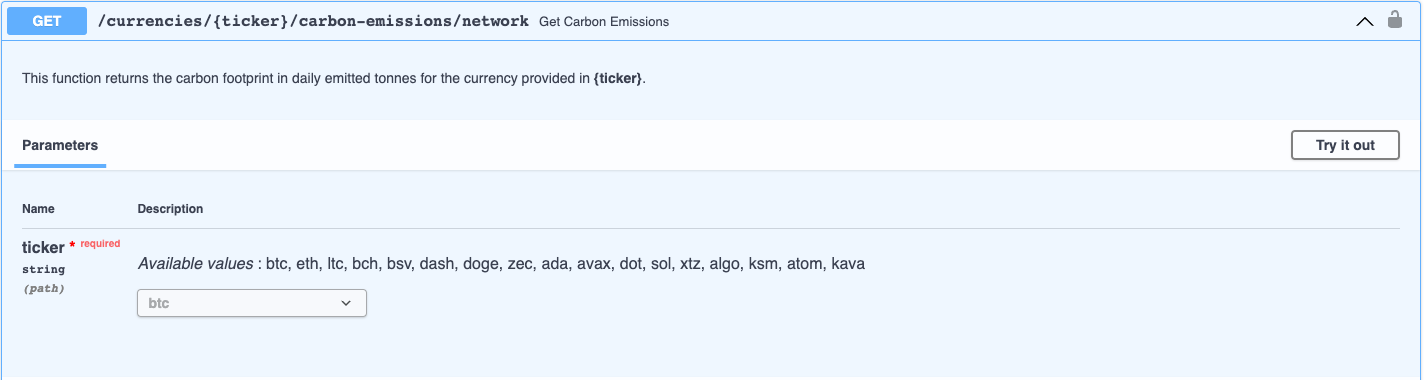 GET /currencies/{ticker}/carbon-emissions/network Get Carbon Emissions
This function returns the carbon footprint in daily emitted tonnes for the currency provided in {ticker}.
Parameters Try it out
Name Description
ticker * required
string
(path)
Available values : btc, eth, ltc, bch, bsv, dash, doge, zec, ada, avax, dot, sol, xtz, algo, ksm, atom, kava
btc